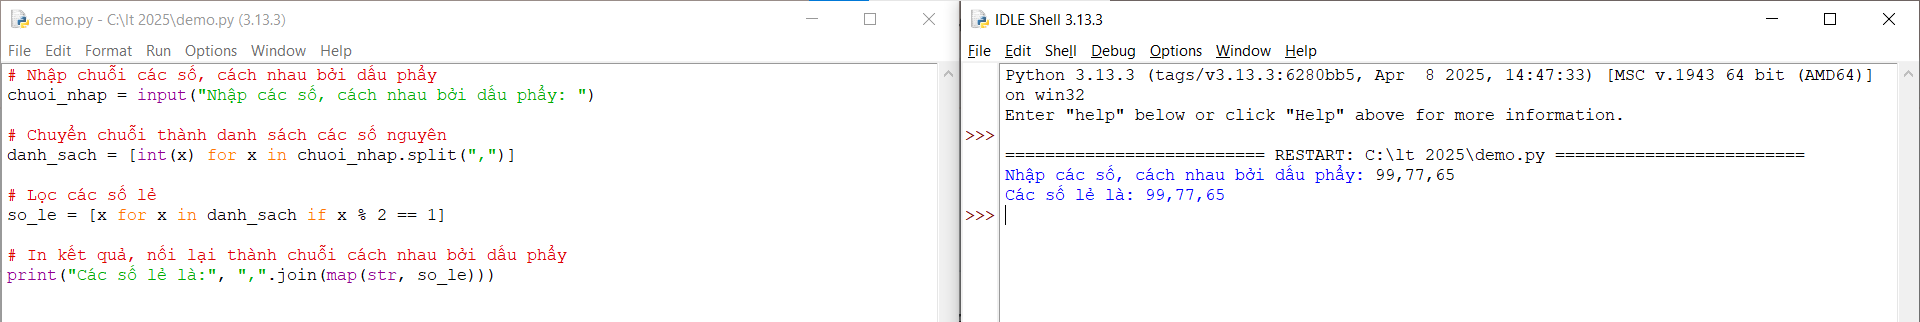 demo.py - C:\lt 2025\demo.py (3.13.3)
File Edit Format Run Options Window Help
# Nhập chuỗi các số, cách nhau bởi dấu phẩy
chuoi_nhap = input("Nhập các số, cách nhau bởi dấu phẩy: ")
# Chuyển chuỗi thành danh sách các số nguyên
danh_sach = [int(x) for x in chuoi_nhap.split(",")]
# Lọc các số lẻ
so_le = [x for x in danh_sach if x % 2 == 1]
# In kết quả, nối lại thành chuỗi cách nhau bởi dấu phẩy
print("Các số lẻ là:", ",".join(map(str, so_le)))
IDLE Shell 3.13.3
File Edit Shell Debug Options Window Help
Python 3.13.3 (tags/v3.13.3:6280bb5, Apr  8 2025, 14:47:33) [MSC v.1943 64 bit (AMD64)]
on win32
Enter "help" below or click "Help" above for more information.
>>>
========================== RESTART: C:\lt 2025\demo.py =========================
Nhập các số, cách nhau bởi dấu phẩy: 99,77,65
Các số lẻ là: 99,77,65
>>>